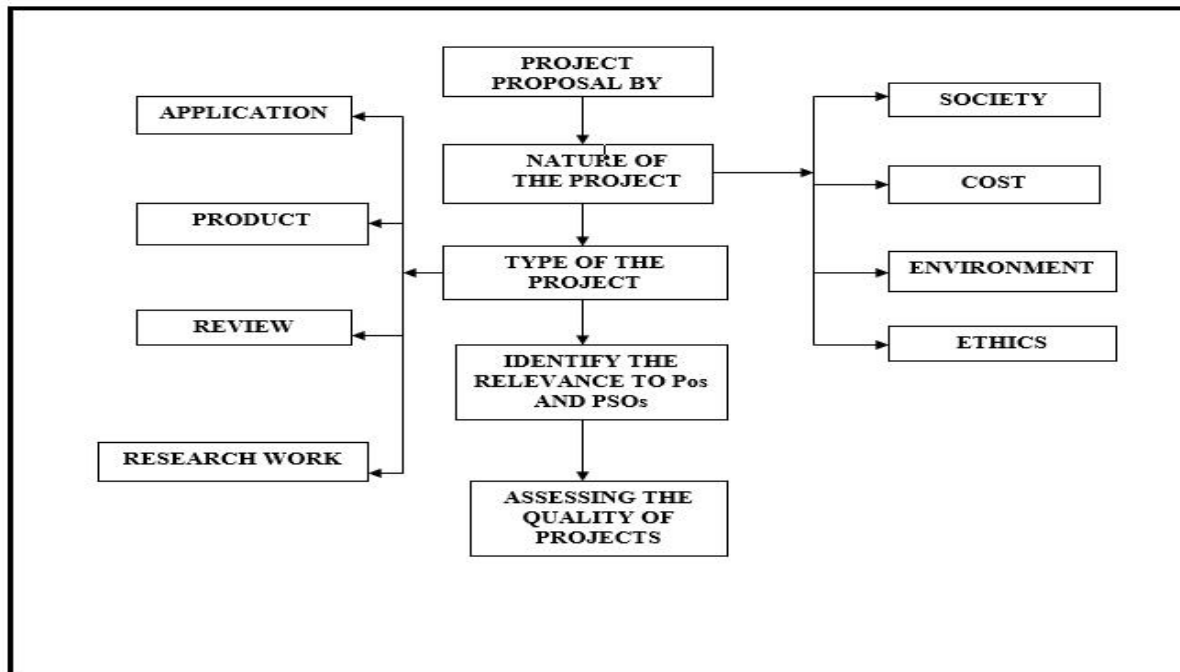 PROJECT
PROPOSAL BY
APPLICATION
SOCIETY
NATURE OF
THE PROJECT
COST
PRODUCT
TYPE OF THE
PROJECT
ENVIRONMENT
REVIEW
ETHICS
IDENTIFY THE
RELEVANCE TO Pos
AND PSOs
RESEARCH WORK
ASSESSING THE
QUALITY OF
PROJECTS